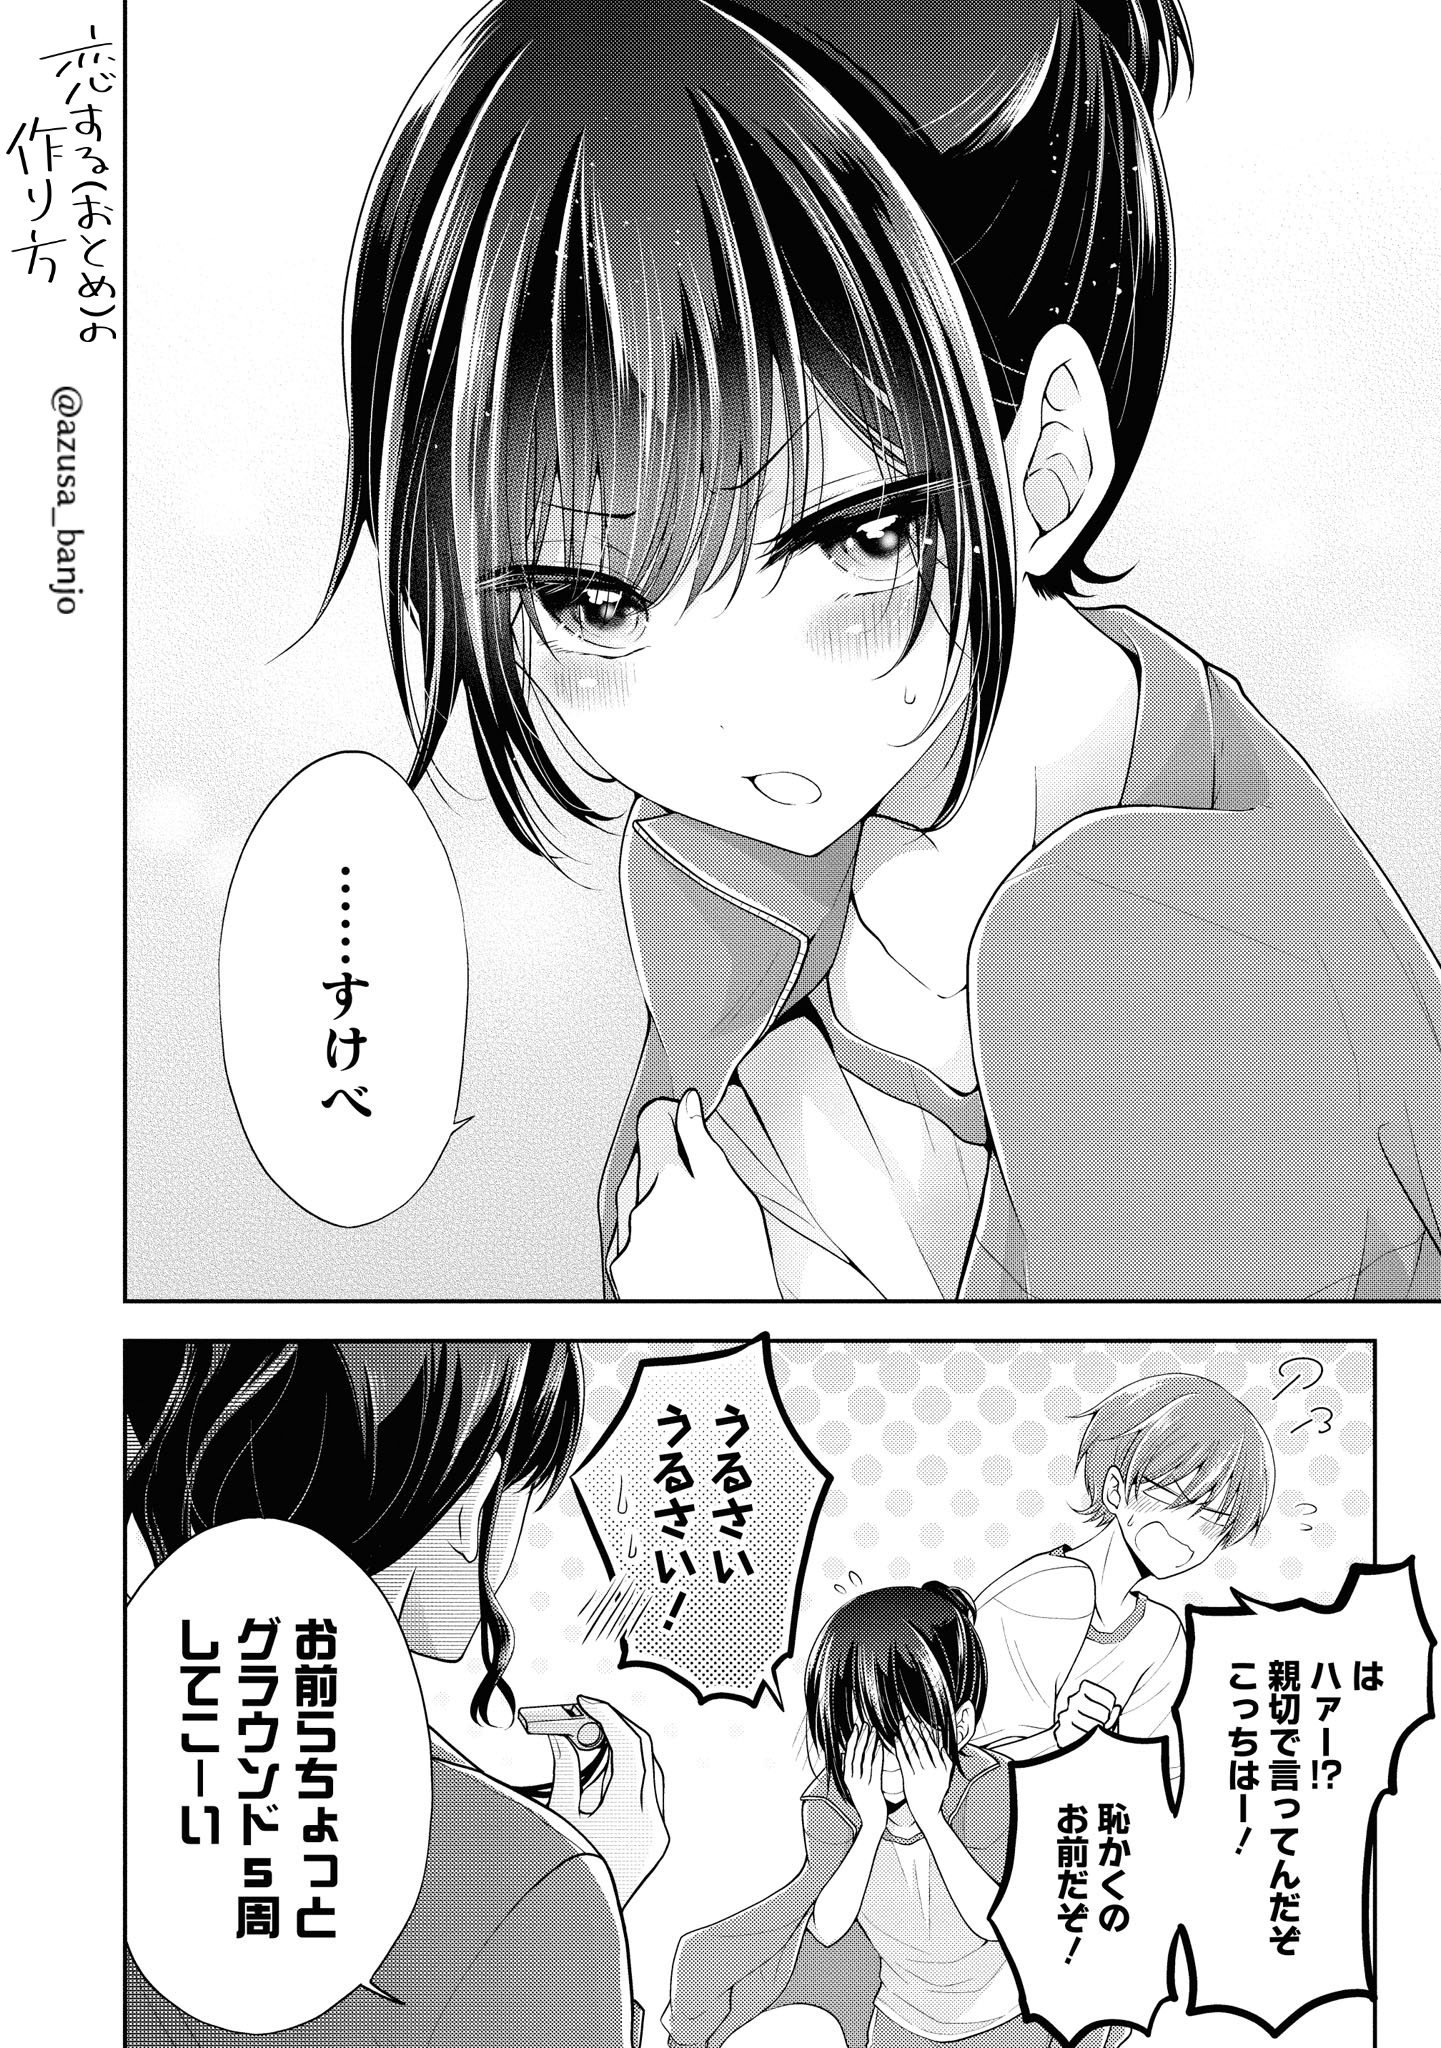 恋する(おとめ)の
作り方
@azusa_banjo
………すけべ
は
ハァー!?
親切で言ってんだぞ
こっちはー!
恥かくの
お前だぞ!
うるさい
うるさい!
お前らちょっと
グラウンド5周
してこーい